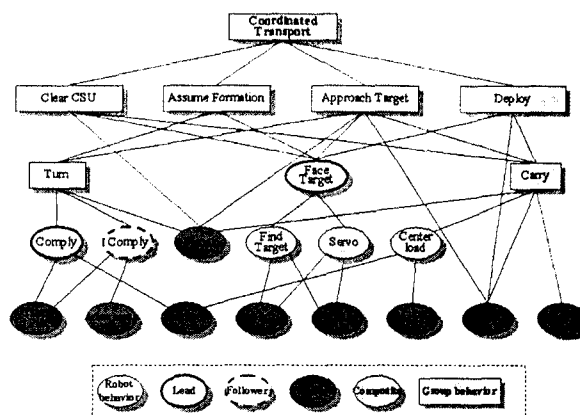 Coordinated
Transport
Clear CSU
Assume Formation
Approach Target
Deploy
Turn
Face
Target
Carry
Comply
Comply
Find
Target
Servo
Center
load
Robot
behavior
Lead
Follower
Composite
Group behavior